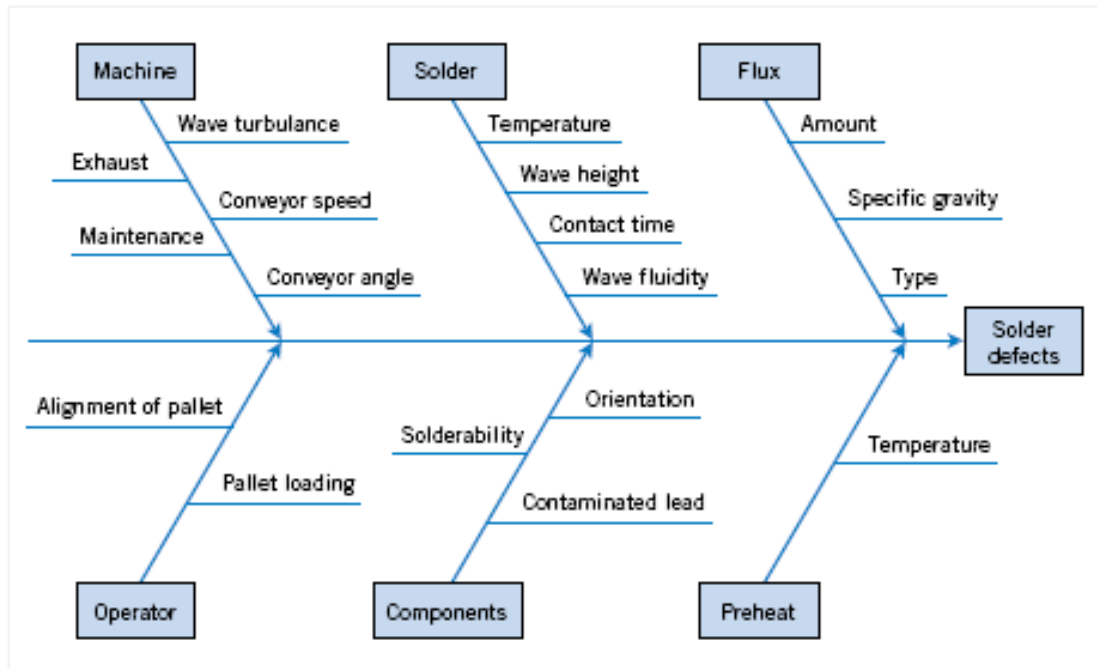 Machine
Solder
Flux
Wave turbulance
Temperature
Amount
Exhaust
Wave height
Conveyor speed
Specific gravity
Maintenance
Contact time
Conveyor angle
Wave fluidity
Type
Solder
defects
Alignment of pallet
Orientation
Solderability
Temperature
Pallet loading
Contaminated lead
Operator
Components
Preheat